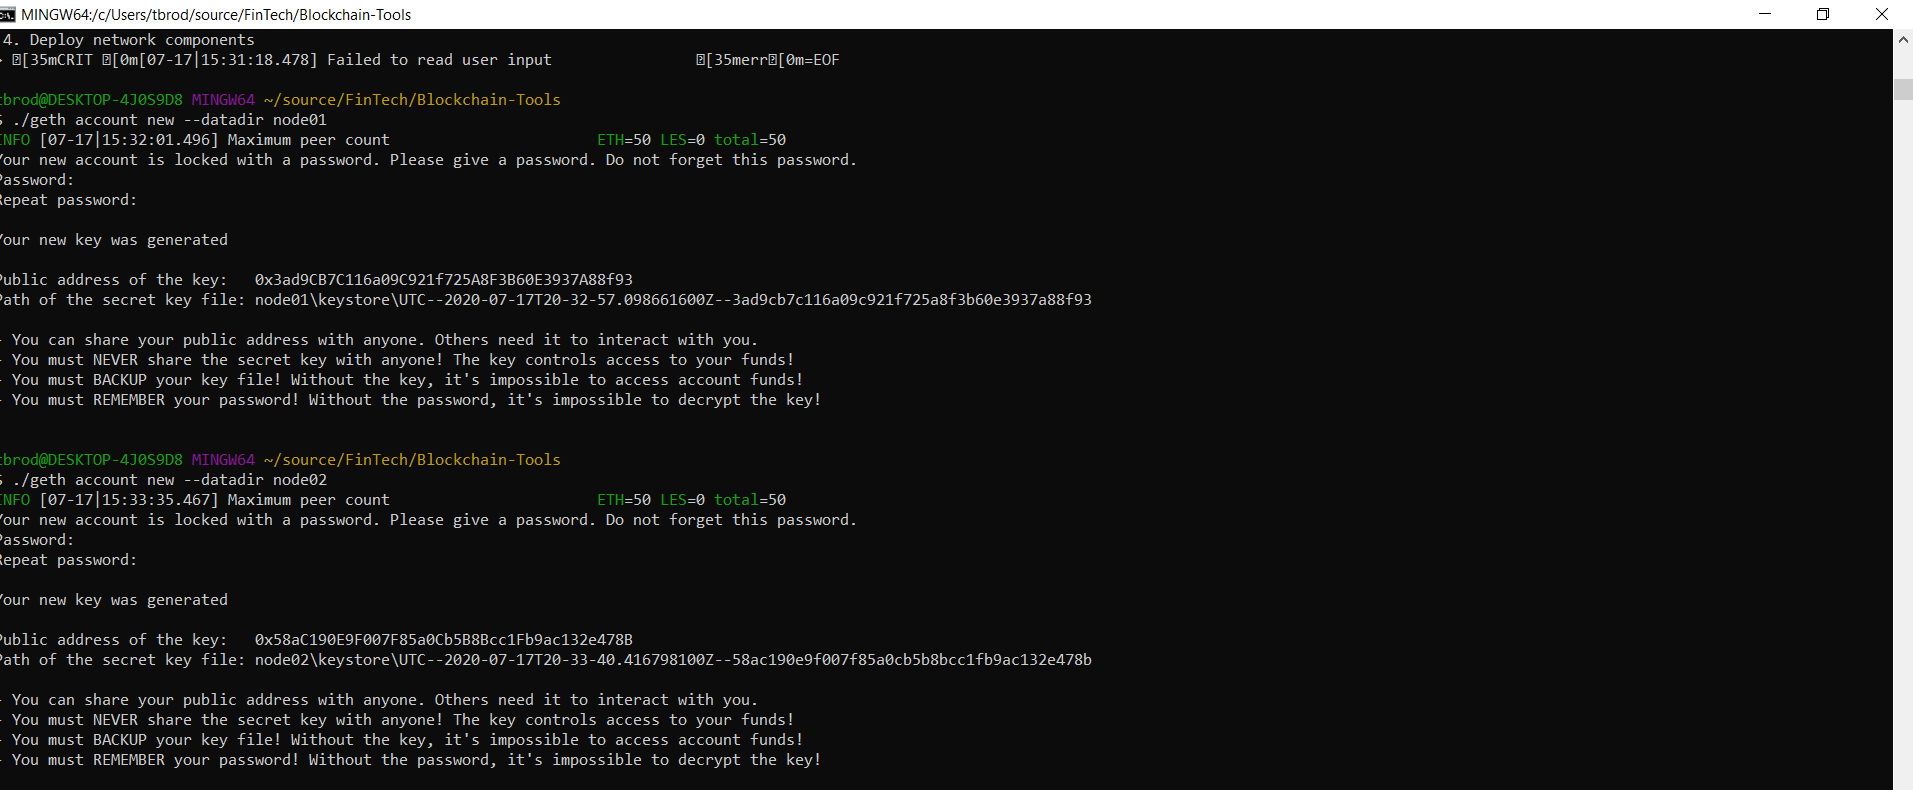 MINGW64:/c/Users/tbrod/source/FinTech/Blockchain-Tools
4. Deploy network components
[35mCRIT [0m[07-17|15:31:18.478] Failed to read user input [35merr[0m=EOF
tbrod@DESKTOP-4J0S9D8 MINGW64 ~/source/FinTech/Blockchain-Tools
$ ./geth account new --datadir node01
INFO [07-17|15:32:01.496] Maximum peer count ETH=50 LES=0 total=50
Your new account is locked with a password. Please give a password. Do not forget this password.
Password:
Repeat password:
Your new key was generated
Public address of the key: 0x3ad9CB7C116a09C921f725A8F3B60E3937A88f93
Path of the secret key file: node01\keystore\UTC--2020-07-17T20-32-57.098661600Z--3ad9cb7c116a09c921f725a8f3b60e3937a88f93
- You can share your public address with anyone. Others need it to interact with you.
- You must NEVER share the secret key with anyone! The key controls access to your funds!
- You must BACKUP your key file! Without the key, it's impossible to access account funds!
- You must REMEMBER your password! Without the password, it's impossible to decrypt the key!
tbrod@DESKTOP-4J0S9D8 MINGW64 ~/source/FinTech/Blockchain-Tools
$ ./geth account new --datadir node02
INFO [07-17|15:33:35.467] Maximum peer count ETH=50 LES=0 total=50
Your new account is locked with a password. Please give a password. Do not forget this password.
Password:
Repeat password:
Your new key was generated
Public address of the key: 0x58aC190E9F007F85a0Cb5B8Bcc1Fb9ac132e478B
Path of the secret key file: node02\keystore\UTC--2020-07-17T20-33-40.416798100Z--58ac190e9f007f85a0cb5b8bcc1fb9ac132e478b
- You can share your public address with anyone. Others need it to interact with you.
- You must NEVER share the secret key with anyone! The key controls access to your funds!
- You must BACKUP your key file! Without the key, it's impossible to access account funds!
- You must REMEMBER your password! Without the password, it's impossible to decrypt the key!